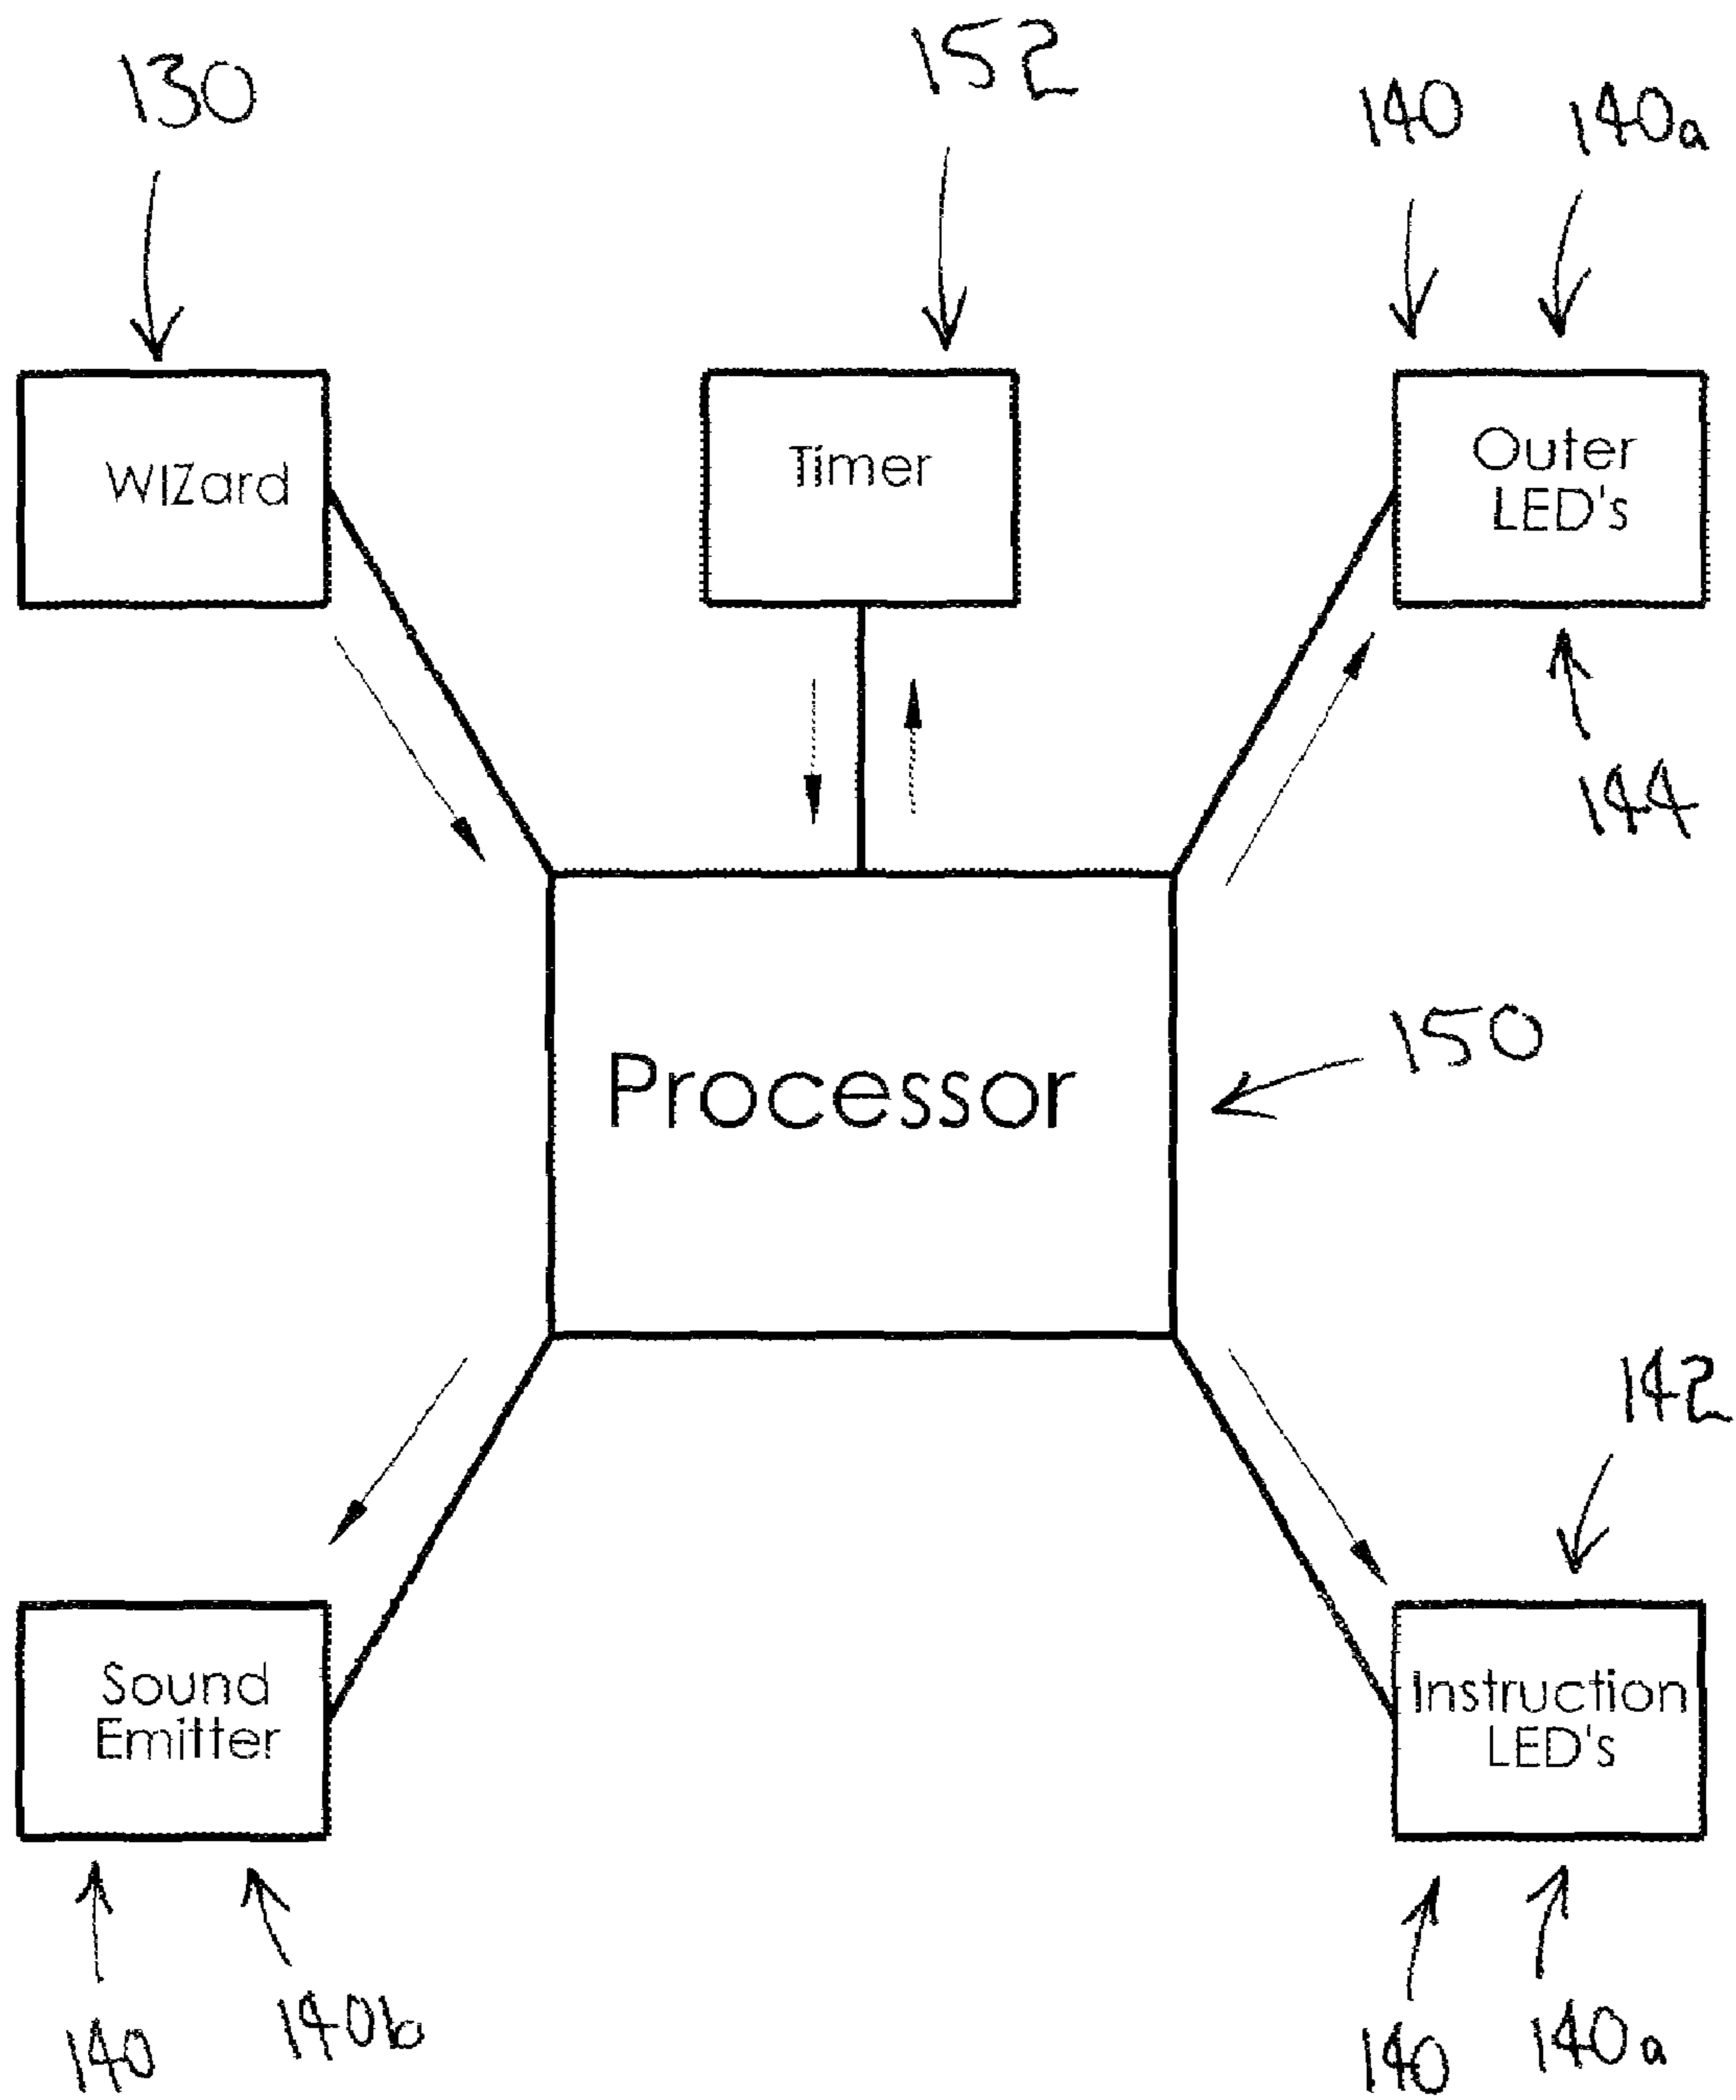 130
152
140
140a
WIZard
Timer
Outer
LED's
144
Processor
150
142
Sound
Emitter
Instruction
LED's
140
140b
140
140a